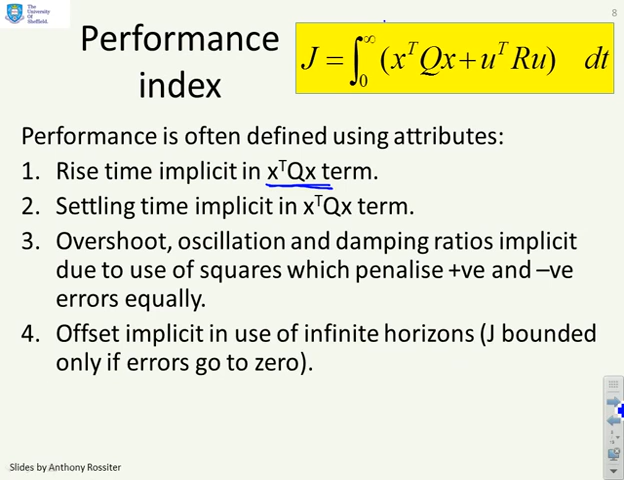 The
University
Of
Sheffield.
8
Performance
index
J = ∫₀^∞ (xᵀQx + uᵀRu) dt
Performance is often defined using attributes:
1. Rise time implicit in xᵀQx term.
2. Settling time implicit in xᵀQx term.
3. Overshoot, oscillation and damping ratios implicit
due to use of squares which penalise +ve and –ve
errors equally.
4. Offset implicit in use of infinite horizons (J bounded
only if errors go to zero).
Slides by Anthony Rossiter